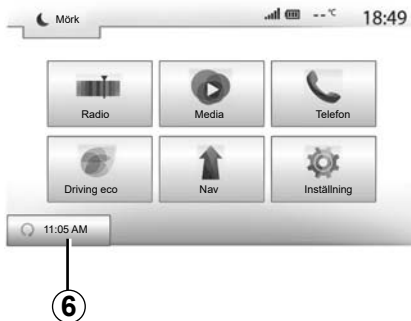 Mörk
--°C 18:49
Radio Media Telefon
Driving eco Nav Inställning
11:05 AM
6